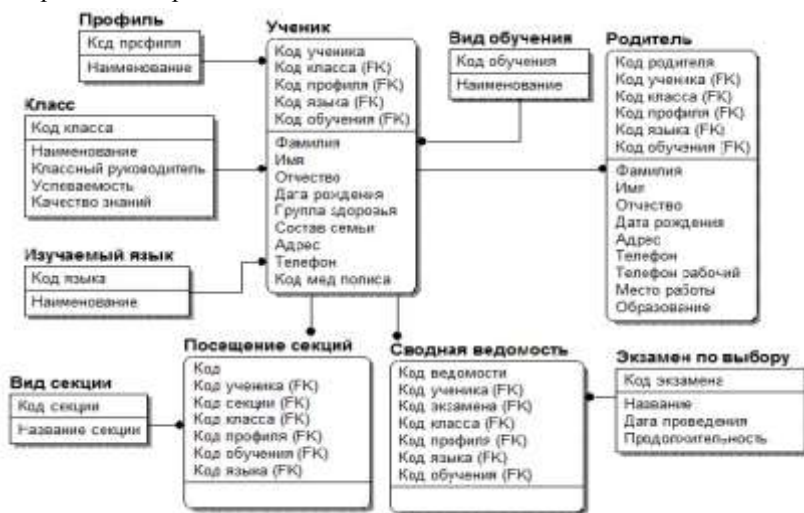 Профиль
Код профиля
Наименование
Класс
Код класса
Наименование
Классный руководитель
Успеваемость
Качество знаний
Изучаемый язык
Код языка
Наименование
Ученик
Код ученика
Код класса (FK)
Код профиля (FK)
Код языка (FK)
Код обучения (FK)
Фамилия
Имя
Отчество
Дата рождения
Группа здоровья
Состав семьи
Адрес
Телефон
Код мед полиса
Вид обучения
Код обучения
Наименование
Родитель
Код родителя
Код ученика (FK)
Код класса (FK)
Код профиля (FK)
Код языка (FK)
Код обучения (FK)
Фамилия
Имя
Отчество
Дата рождения
Адрес
Телефон
Телефон рабочий
Место работы
Образование
Вид секции
Код секции
Название секции
Посещение секций
Код
Код ученика (FK)
Код секции (FK)
Код класса (FK)
Код профиля (FK)
Код обучения (FK)
Код языка (FK)
Сводная ведомость
Код ведомости
Код ученика (FK)
Код экзамена (FK)
Код класса (FK)
Код профиля (FK)
Код языка (FK)
Код обучения (FK)
Экзамен по выбору
Код экзамена
Название
Дата проведения
Продолжительность